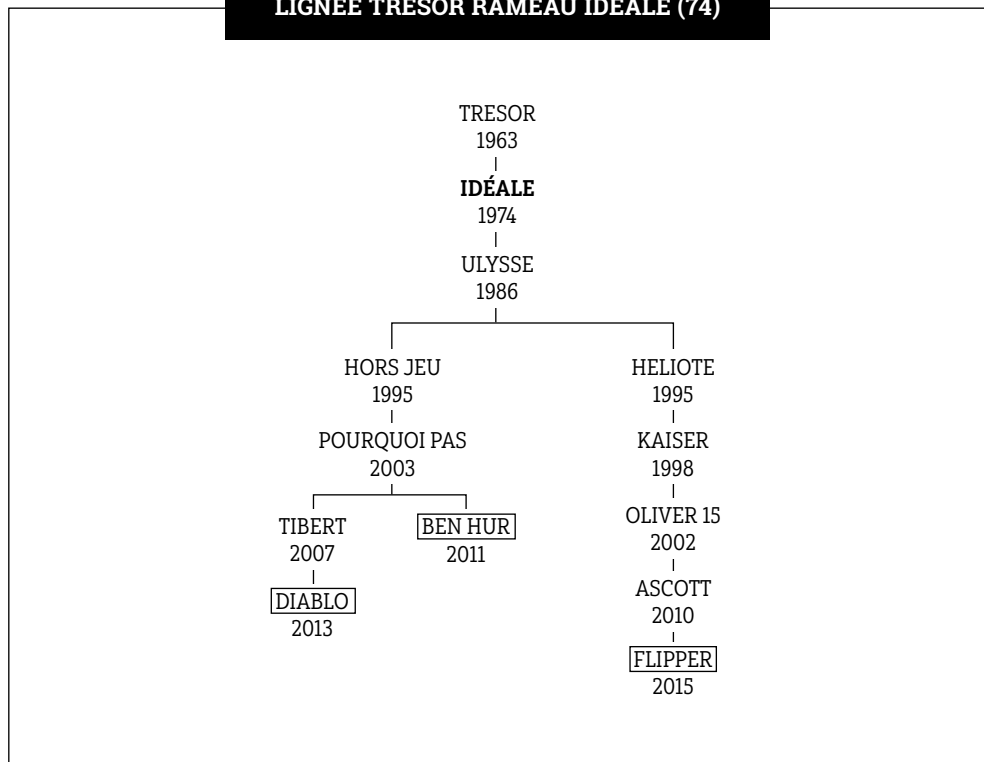 LIGNÉE TRÉSOR RAMEAU IDÉALE (74)
TRESOR
1963
IDÉALE
1974
ULYSSE
1986
HORS JEU
1995
HELIOTE
1995
POURQUOI PAS
2003
KAISER
1998
TIBERT
2007
BEN HUR
2011
OLIVER 15
2002
DIABLO
2013
ASCOTT
2010
FLIPPER
2015